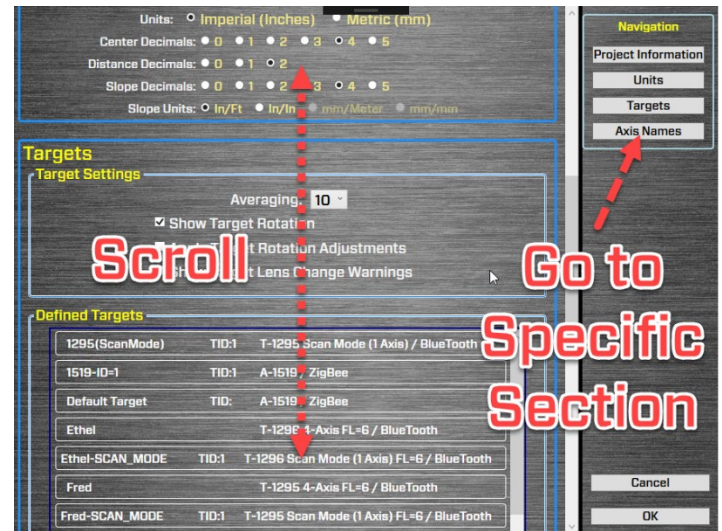 Units: Imperial (Inches) Metric (mm)
Center Decimals: 0 1 2 3 4 5
Distance Decimals: 0 1 2
Slope Decimals: 0 1 2 3 4 5
Slope Units: In/Ft In/In mm/Meter mm/mm
Targets
Target Settings
Averaging: 10
Show Target Rotation
Target Rotation Adjustments
Lens Change Warnings
Scroll
Defined Targets
1295(ScanMode) TID:1 T-1295 Scan Mode (1 Axis) / BlueTooth
1519-ID=1 TID:1 A-1519 / ZigBee
Default Target TID: A-1519 / ZigBee
Ethel T-1296 4-Axis FL=6 / BlueTooth
Ethel-SCAN_MODE TID:1 T-1296 Scan Mode (1 Axis) FL=6 / BlueTooth
Fred T-1295 4-Axis FL=6 / BlueTooth
Fred-SCAN_MODE TID:1 T-1295 Scan Mode (1 Axis) FL=6 / BlueTooth
Navigation
Project Information
Units
Targets
Axis Names
Go to
Specific
Section
Cancel
OK